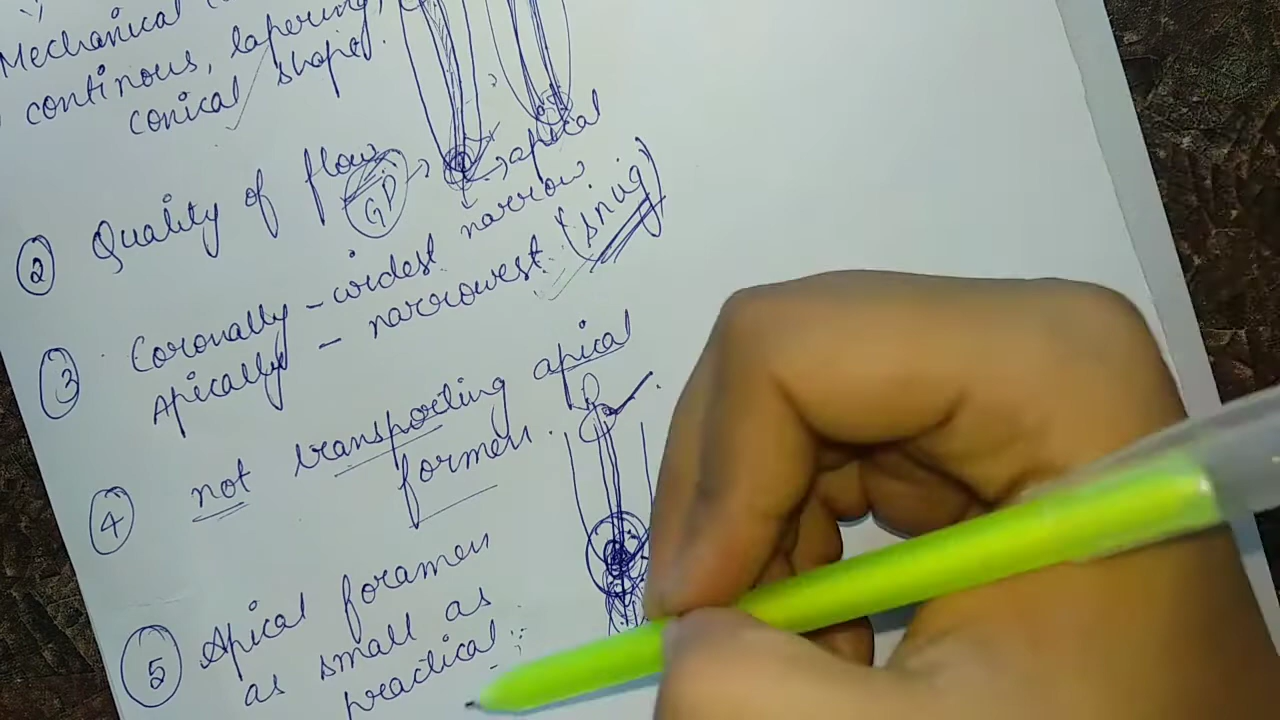 Mechanical
continous, tapering,
conical shape.
apical
② Quality of flow
GP
③ Coronally - widest narrow
Apically - narrowest (snug)
④ not transporting apical
formen.
⑤ Apical foramen
as small as
practical